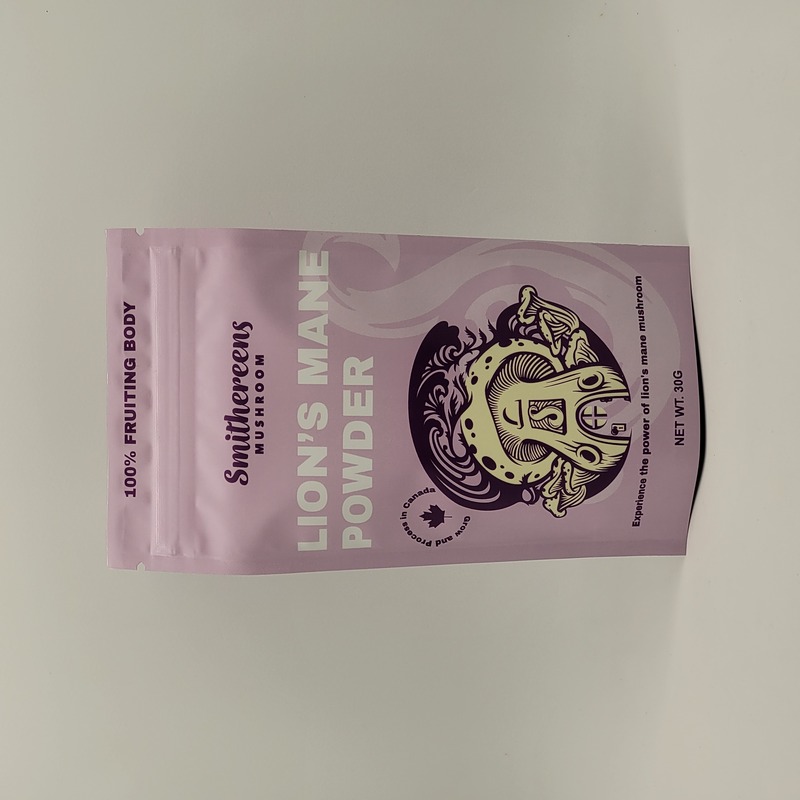 100% FRUITING BODY
Smithereens
MUSHROOM
LION'S MANE
POWDER
Grow and Process in Canada
S
Experience the power of lion's mane mushroom
NET WT. 30G